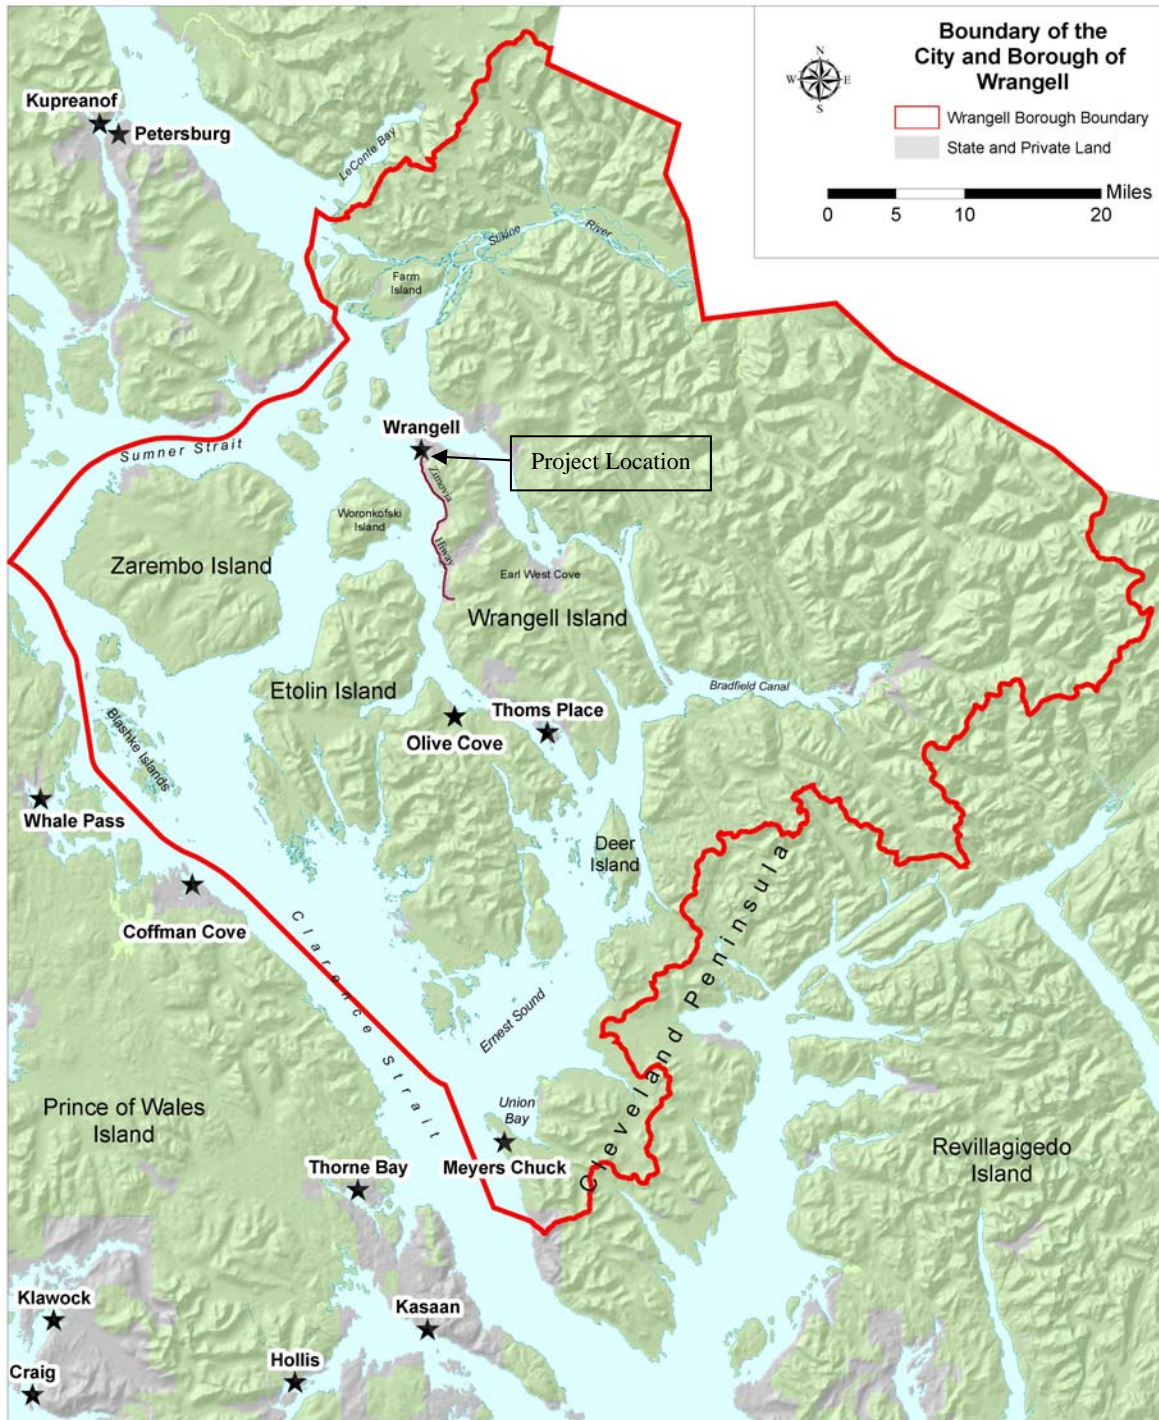 Boundary of the
City and Borough of
Wrangell
N
W E
S
Wrangell Borough Boundary
State and Private Land
Miles
0 5 10 20
Kupreanof
Petersburg
LeConte Bay
Stikine River
Farm
Island
Sumner Strait
Wrangell
Project Location
Zimovia
Hiway
Woronkofski
Island
Zarembo Island
Earl West Cove
Wrangell Island
Etolin Island
Bradfield Canal
Thoms Place
Olive Cove
Blashke Islands
Whale Pass
Deer
Island
Coffman Cove
Clarence Strait
Cleveland Peninsula
Ernest Sound
Prince of Wales
Island
Union
Bay
Meyers Chuck
Thorne Bay
Revillagigedo
Island
Klawock
Kasaan
Craig
Hollis